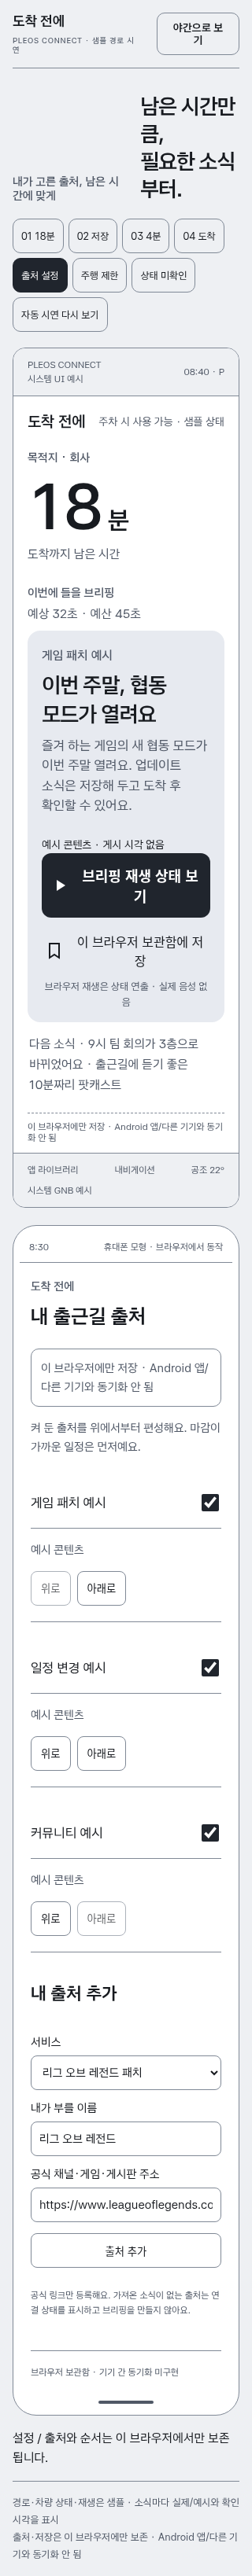 도착 전에
PLEOS CONNECT · 샘플 경로 시
연
야간으로 보
기
남은 시간만
큼,
필요한 소식
부터.
내가 고른 출처, 남은 시
간에 맞게
01 18분
02 저장
03 4분
04 도착
출처 설정
주행 제한
상태 미확인
자동 시연 다시 보기
PLEOS CONNECT
시스템 UI 예시
08:40 · P
도착 전에
주차 시 사용 가능 · 샘플 상태
목적지 · 회사
18분
도착까지 남은 시간
이번에 들을 브리핑
예상 32초 · 예산 45초
게임 패치 예시
이번 주말, 협동
모드가 열려요
즐겨 하는 게임의 새 협동 모드가
이번 주말 열려요. 업데이트
소식은 저장해 두고 도착 후
확인할 수 있어요.
예시 콘텐츠 · 게시 시각 없음
브리핑 재생 상태 보
기
이 브라우저 보관함에 저
장
브라우저 재생은 상태 연출 · 실제 음성 없
음
다음 소식 · 9시 팀 회의가 3층으로
바뀌었어요 · 출근길에 듣기 좋은
10분짜리 팟캐스트
이 브라우저에만 저장 · Android 앱/다른 기기와 동기
화 안 됨
앱 라이브러리
내비게이션
공조 22°
시스템 GNB 예시
8:30
휴대폰 모형 · 브라우저에서 동작
도착 전에
내 출근길 출처
이 브라우저에만 저장 · Android 앱/
다른 기기와 동기화 안 됨
켜 둔 출처를 위에서부터 편성해요. 마감이
가까운 일정은 먼저예요.
게임 패치 예시
예시 콘텐츠
위로
아래로
일정 변경 예시
예시 콘텐츠
위로
아래로
커뮤니티 예시
예시 콘텐츠
위로
아래로
내 출처 추가
서비스
리그 오브 레전드 패치
내가 부를 이름
리그 오브 레전드
공식 채널·게임·게시판 주소
https://www.leagueoflegends.cc
출처 추가
공식 링크만 등록해요. 가져온 소식이 없는 출처는 연
결 상태를 표시하고 브리핑을 만들지 않아요.
브라우저 보관함 · 기기 간 동기화 미구현
설정 / 출처와 순서는 이 브라우저에서만 보존
됩니다.
경로·차량 상태·재생은 샘플 · 소식마다 실제/예시와 확인
시각을 표시
출처·저장은 이 브라우저에만 보존 · Android 앱/다른 기
기와 동기화 안 됨